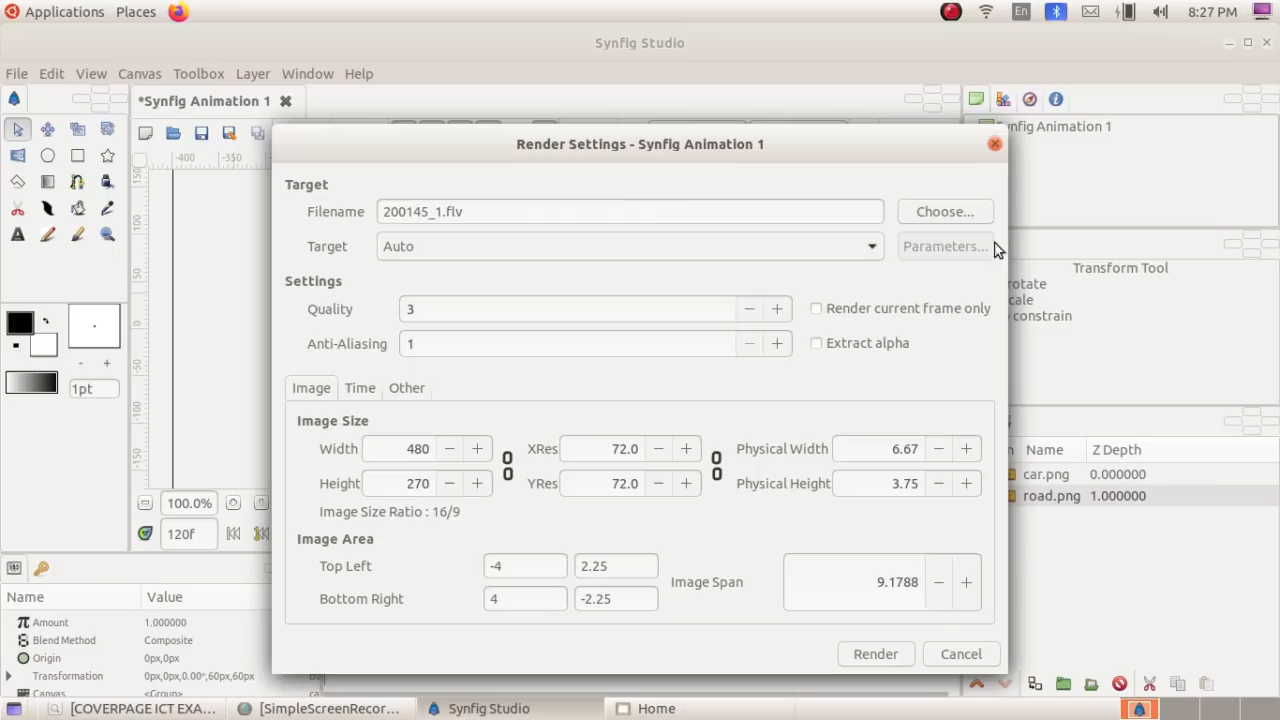 Applications Places En 8:27 PM
Synfig Studio
File Edit View Canvas Toolbox Layer Window Help
*Synfig Animation 1
Synfig Animation 1
Render Settings - Synfig Animation 1
-400 -350
Target
Filename 200145_1.flv Choose...
Target Auto Parameters...
Transform Tool
rotate
Settings
cale
Quality 3 Render current frame only
constrain
Anti-Aliasing 1 Extract alpha
1pt
Image Time Other
Image Size
Width 480 XRes 72.0 Physical Width 6.67
Name Z Depth
car.png 0.000000
Height 270 YRes 72.0 Physical Height 3.75
road.png 1.000000
100.0%
Image Size Ratio : 16/9
120f
Image Area
Top Left -4 2.25
Image Span 9.1788
Bottom Right 4 -2.25
Name Value
Amount 1.000000
Blend Method Composite
Origin 0px,0px
Transformation 0px,0px,0.00°,60px,60px
Canvas <Group>
Render Cancel
[COVERPAGE ICT EXA... [SimpleScreenRecor... Synfig Studio Home